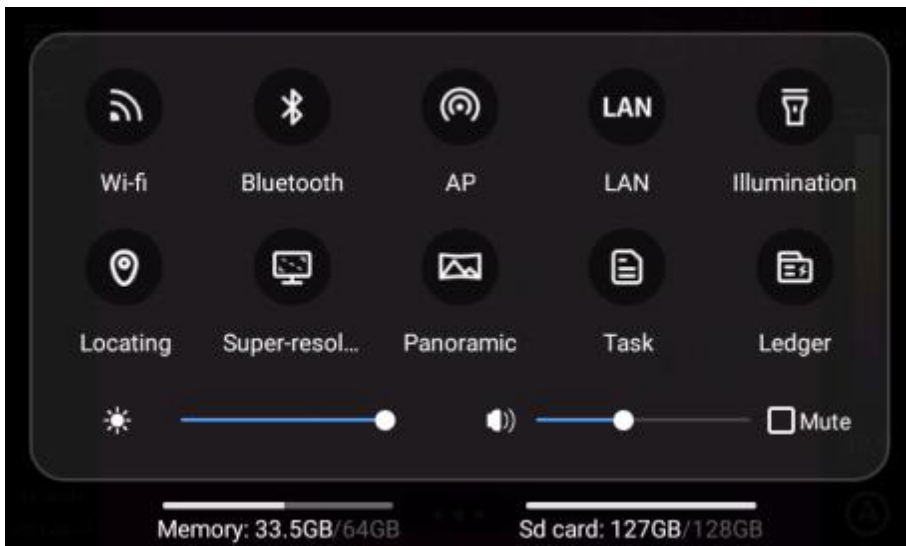 Wi-fi Bluetooth AP LAN LAN Illumination
Locating Super-resol... Panoramic Task Ledger
Mute
Memory: 33.5GB/64GB Sd card: 127GB/128GB